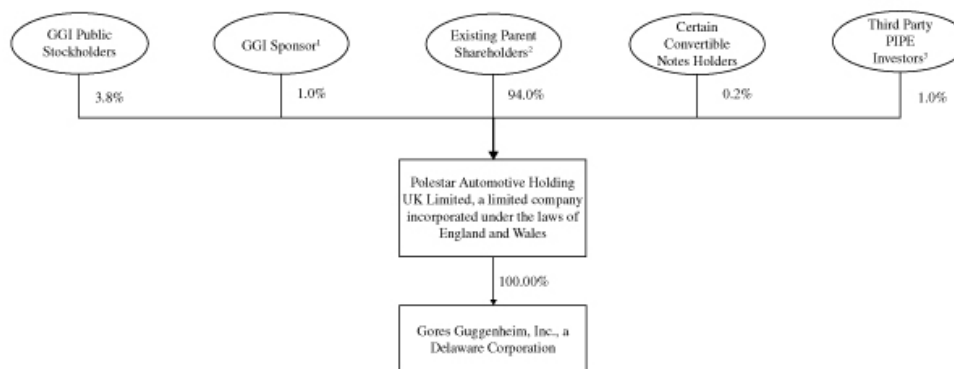 GGI Public
Stockholders
GGI Sponsor¹
Existing Parent
Shareholders²
Certain
Convertible
Notes Holders
Third Party
PIPE
Investors³
3.8%
1.0%
94.0%
0.2%
1.0%
Polestar Automotive Holding
UK Limited, a limited company
incorporated under the laws of
England and Wales
100.00%
Gores Guggenheim, Inc., a
Delaware Corporation